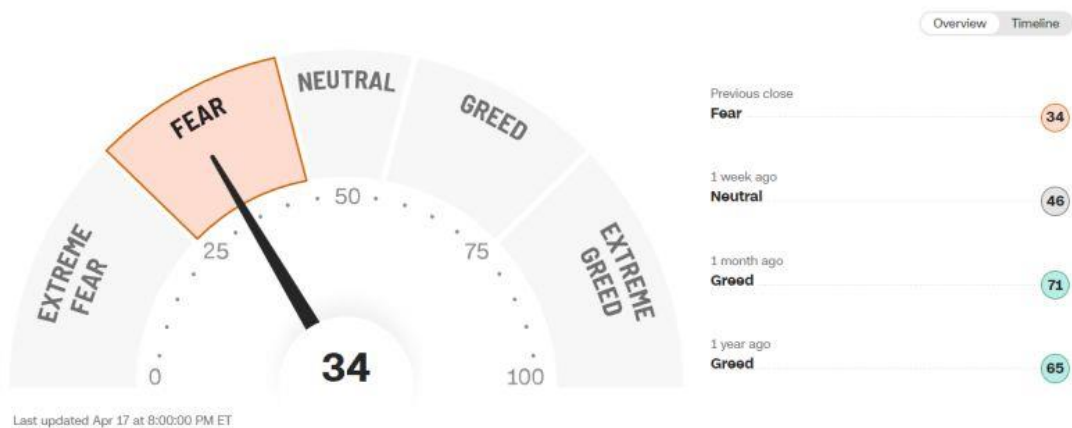 Overview Timeline
NEUTRAL
GREED
FEAR
EXTREME
FEAR
EXTREME
GREED
50
25
75
0
100
34
Last updated Apr 17 at 8:00:00 PM ET
Previous close
Fear 34
1 week ago
Neutral 46
1 month ago
Greed 71
1 year ago
Greed 65